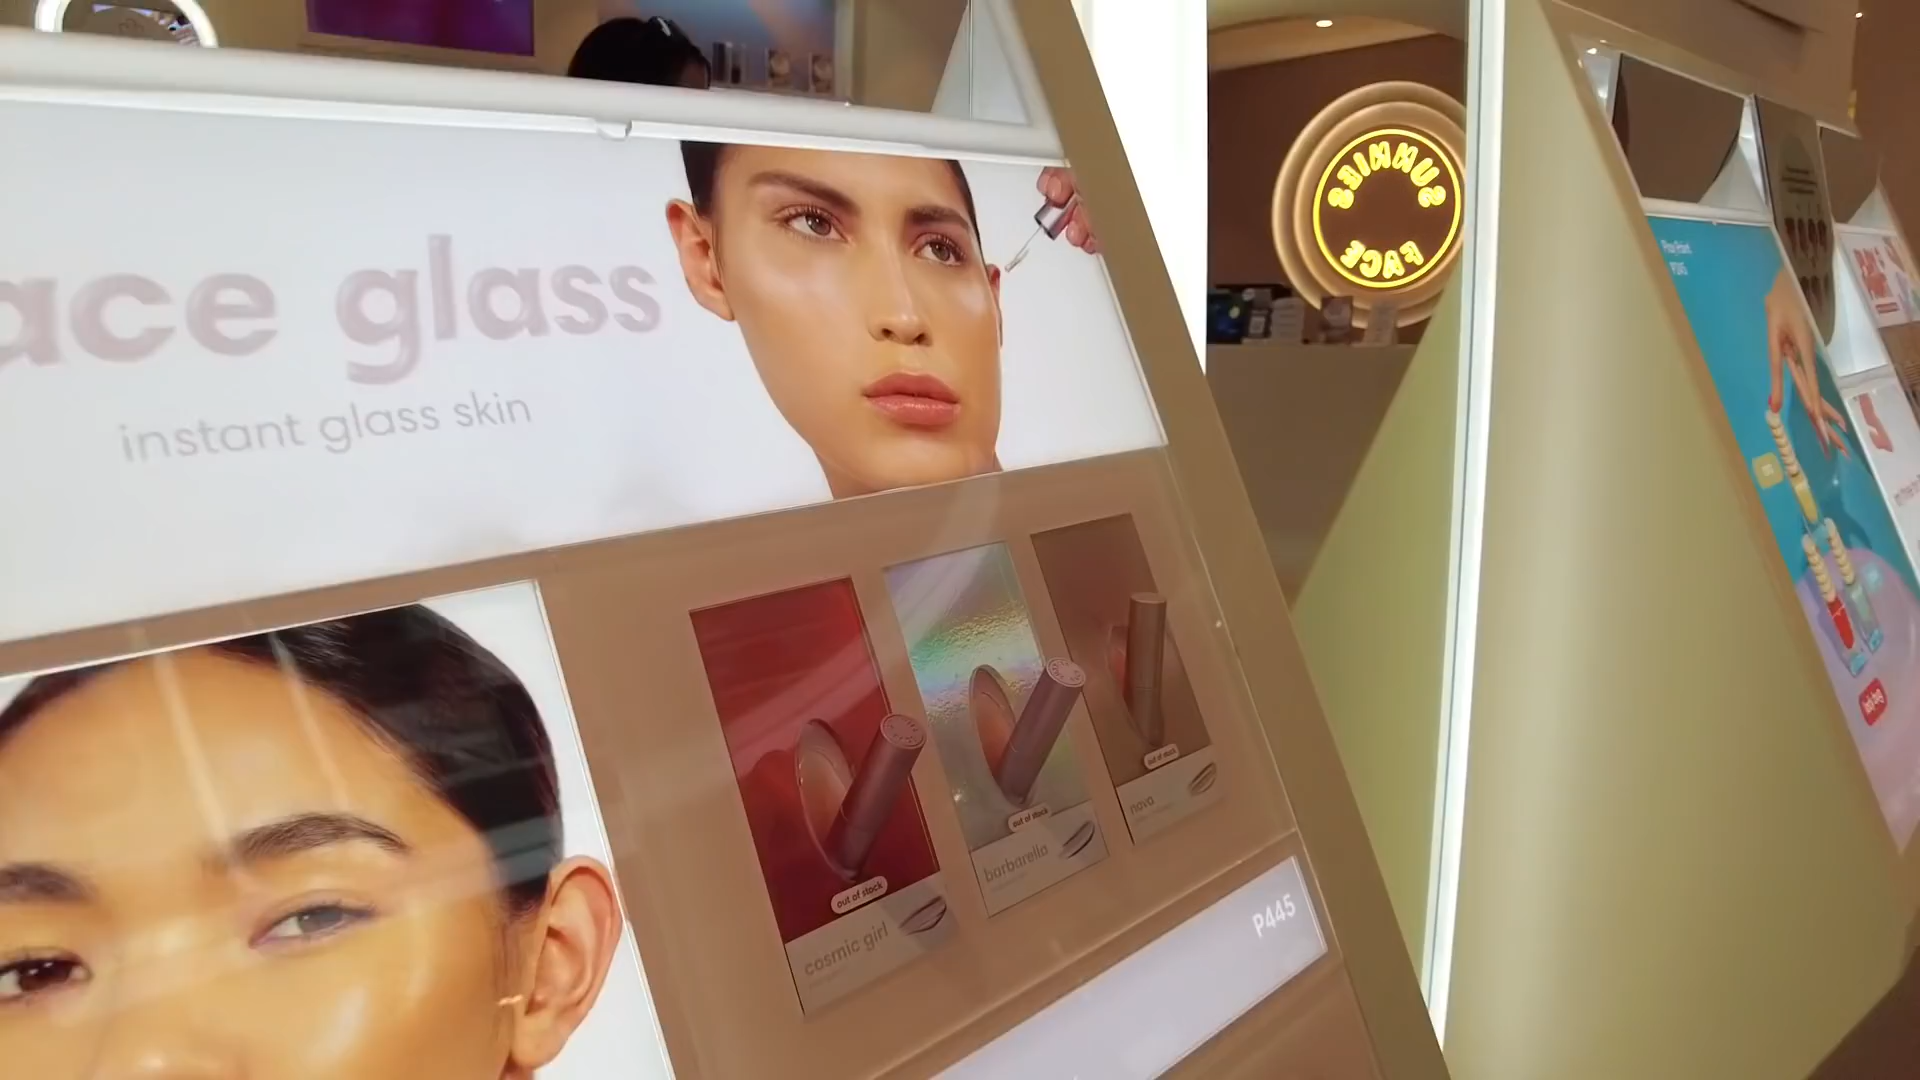 ace glass
instant glass skin
SUNNIES
FACE
out of stock
cosmic girl
out of stock
barbarella
out of stock
nova
P445